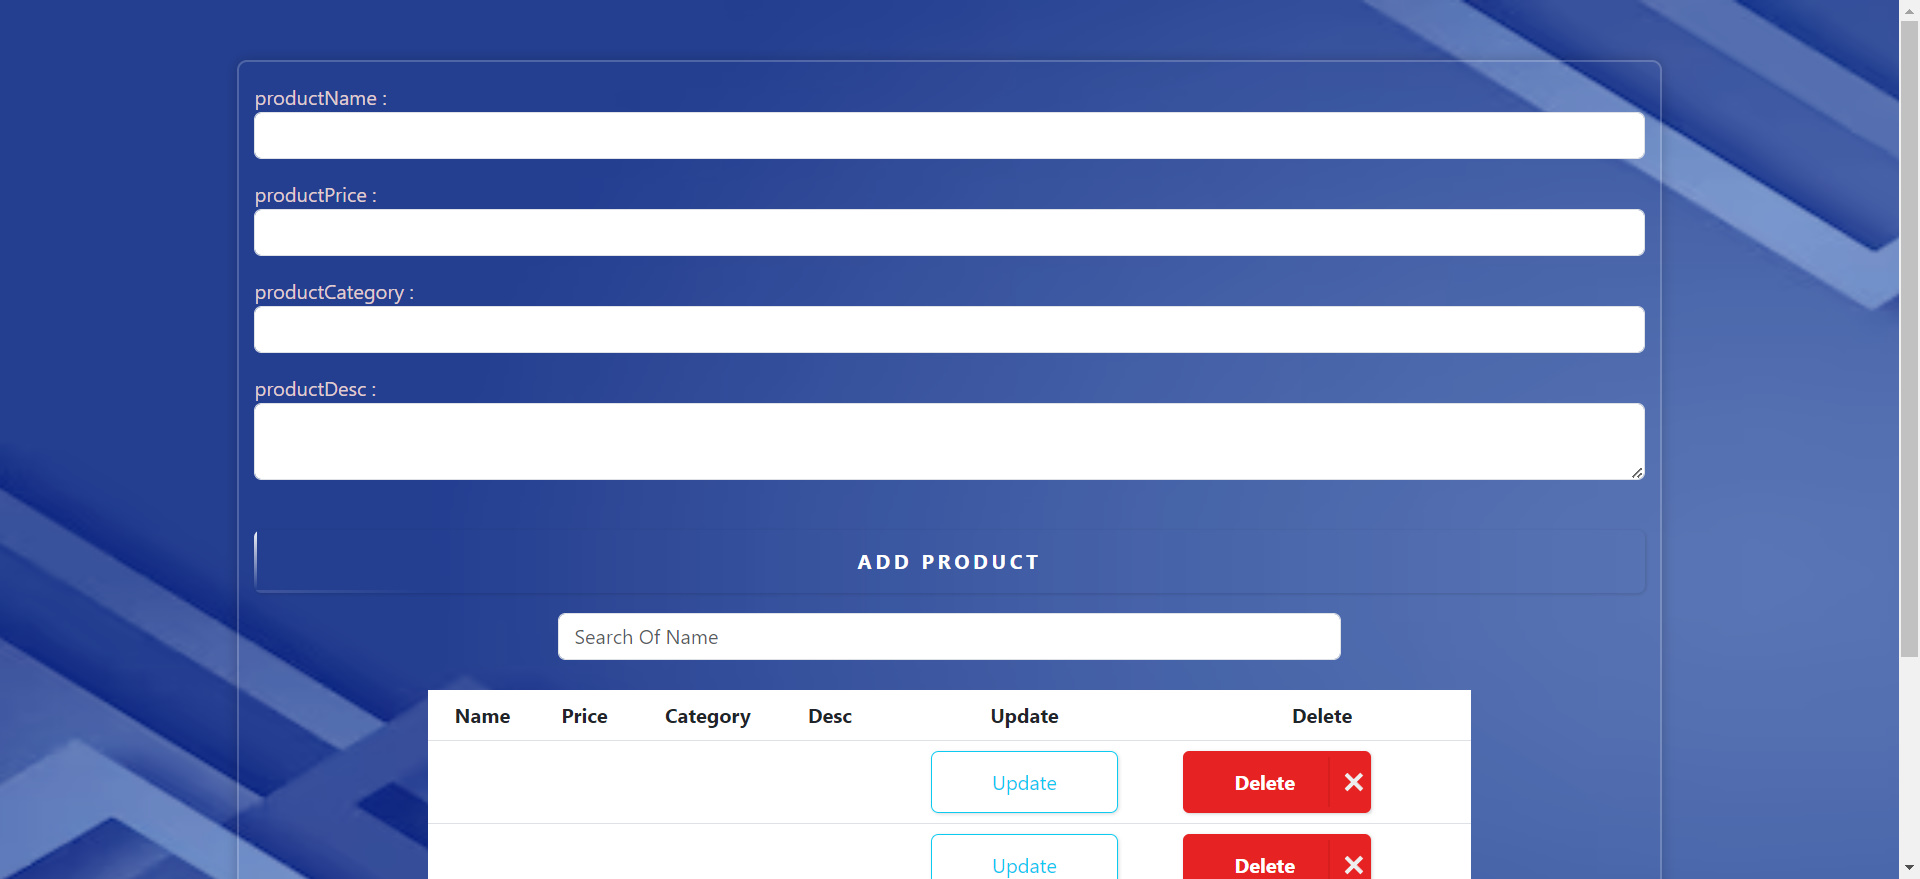 productName :
productPrice :
productCategory :
productDesc :
ADD PRODUCT
Search Of Name
Name Price Category Desc Update Delete
Update Delete
Update Delete